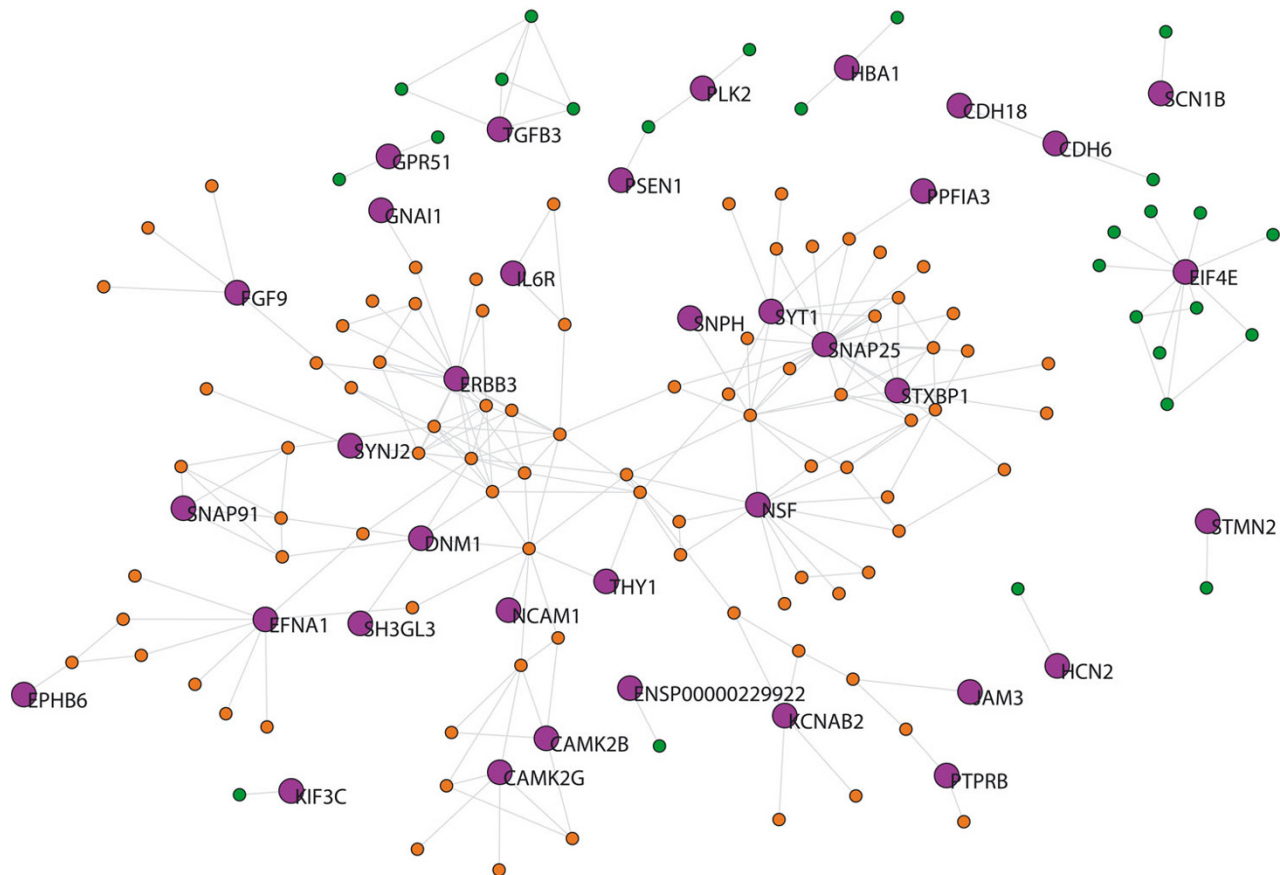 HBA1
PLK2
SCN1B
CDH18
TGFB3
CDH6
GPR51
PSEN1
PPFIA3
GNAI1
EIF4E
IL6R
FGF9
SYT1
SNPH
SNAP25
ERBB3
STXBP1
SYNJ2
NSF
SNAP91
STMN2
DNM1
THY1
NCAM1
EFNA1
SH3GL3
HCN2
ENSP00000229922
JAM3
EPHB6
KCNAB2
CAMK2B
CAMK2G
PTPRB
KIF3C